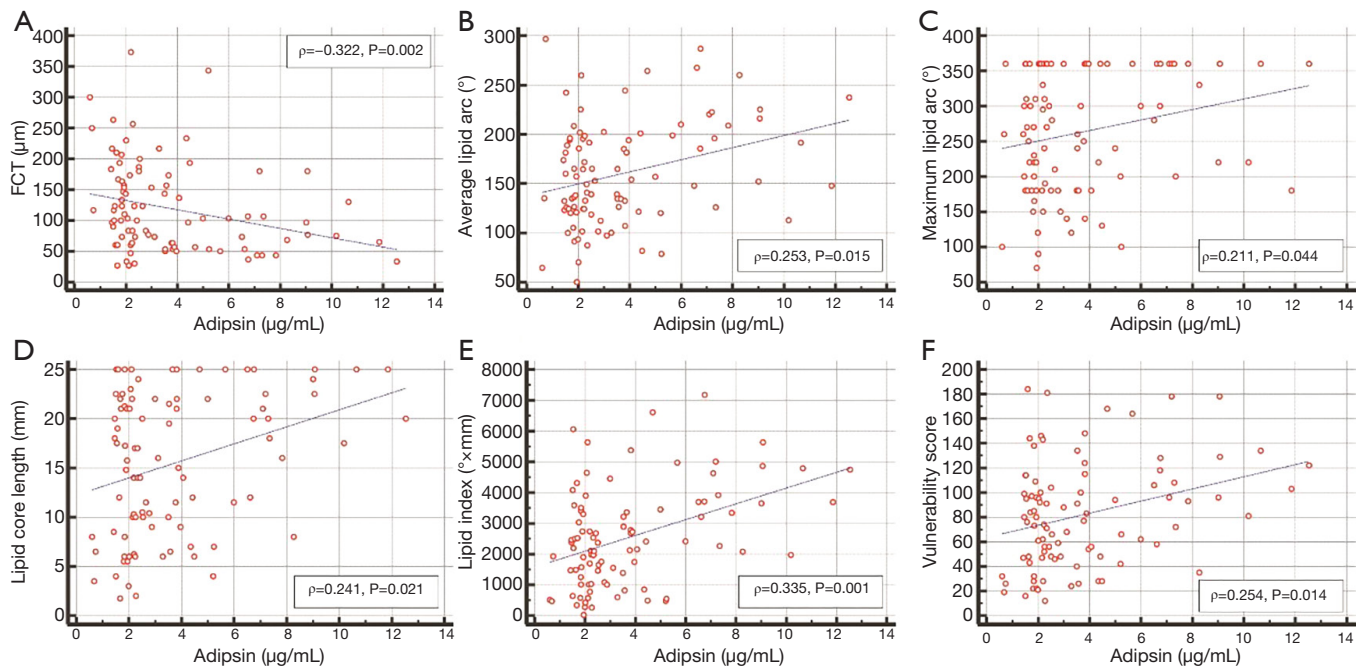 A
ρ=−0.322, P=0.002
FCT (μm)
400
350
300
250
200
150
100
50
0
0 2 4 6 8 10 12 14
Adipsin (μg/mL)
B
Average lipid arc (°)
300
250
200
150
100
50
ρ=0.253, P=0.015
0 2 4 6 8 10 12 14
Adipsin (μg/mL)
C
Maximum lipid arc (°)
400
350
300
250
200
150
100
50
ρ=0.211, P=0.044
0 2 4 6 8 10 12 14
Adipsin (μg/mL)
D
Lipid core length (mm)
25
20
15
10
5
0
ρ=0.241, P=0.021
0 2 4 6 8 10 12 14
Adipsin (μg/mL)
E
Lipid index (°×mm)
8000
7000
6000
5000
4000
3000
2000
1000
0
ρ=0.335, P=0.001
0 2 4 6 8 10 12 14
Adipsin (μg/mL)
F
Vulnerability score
200
180
160
140
120
100
80
60
40
20
0
ρ=0.254, P=0.014
0 2 4 6 8 10 12 14
Adipsin (μg/mL)